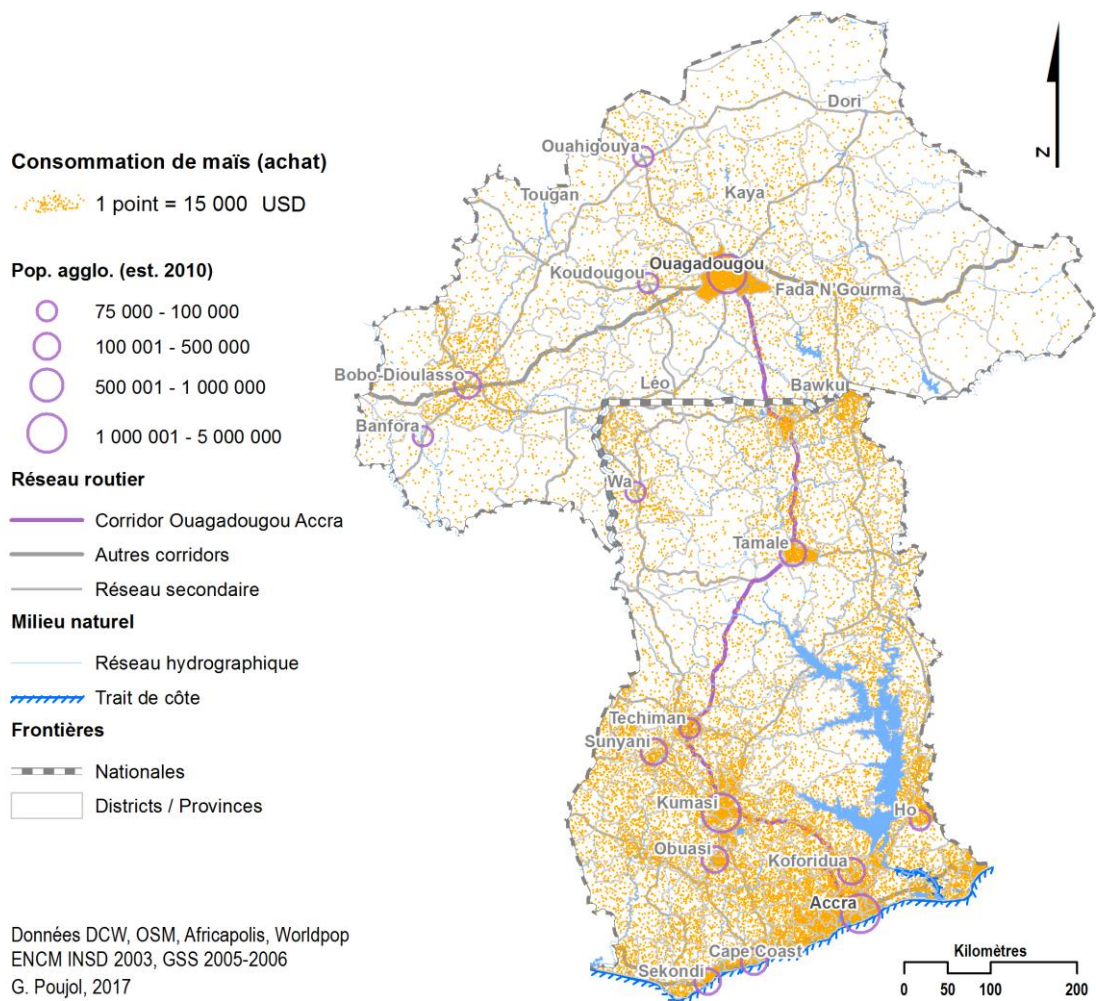 Consommation de maïs (achat)
1 point = 15 000 USD
Pop. agglo. (est. 2010)
75 000 - 100 000
100 001 - 500 000
500 001 - 1 000 000
1 000 001 - 5 000 000
Réseau routier
Corridor Ouagadougou Accra
Autres corridors
Réseau secondaire
Milieu naturel
Réseau hydrographique
Trait de côte
Frontières
Nationales
Districts / Provinces
Données DCW, OSM, Africapolis, Worldpop
ENCM INSD 2003, GSS 2005-2006
G. Poujol, 2017
N
Dori
Ouahigouya
Tougan
Kaya
Ouagadougou
Koudougou
Fada N'Gourma
Bobo-Dioulasso
Léo
Bawku
Banfora
Wa
Tamale
Techiman
Sunyani
Kumasi
Ho
Obuasi
Koforidua
Accra
Cape Coast
Sekondi
Kilomètres
0 50 100 200